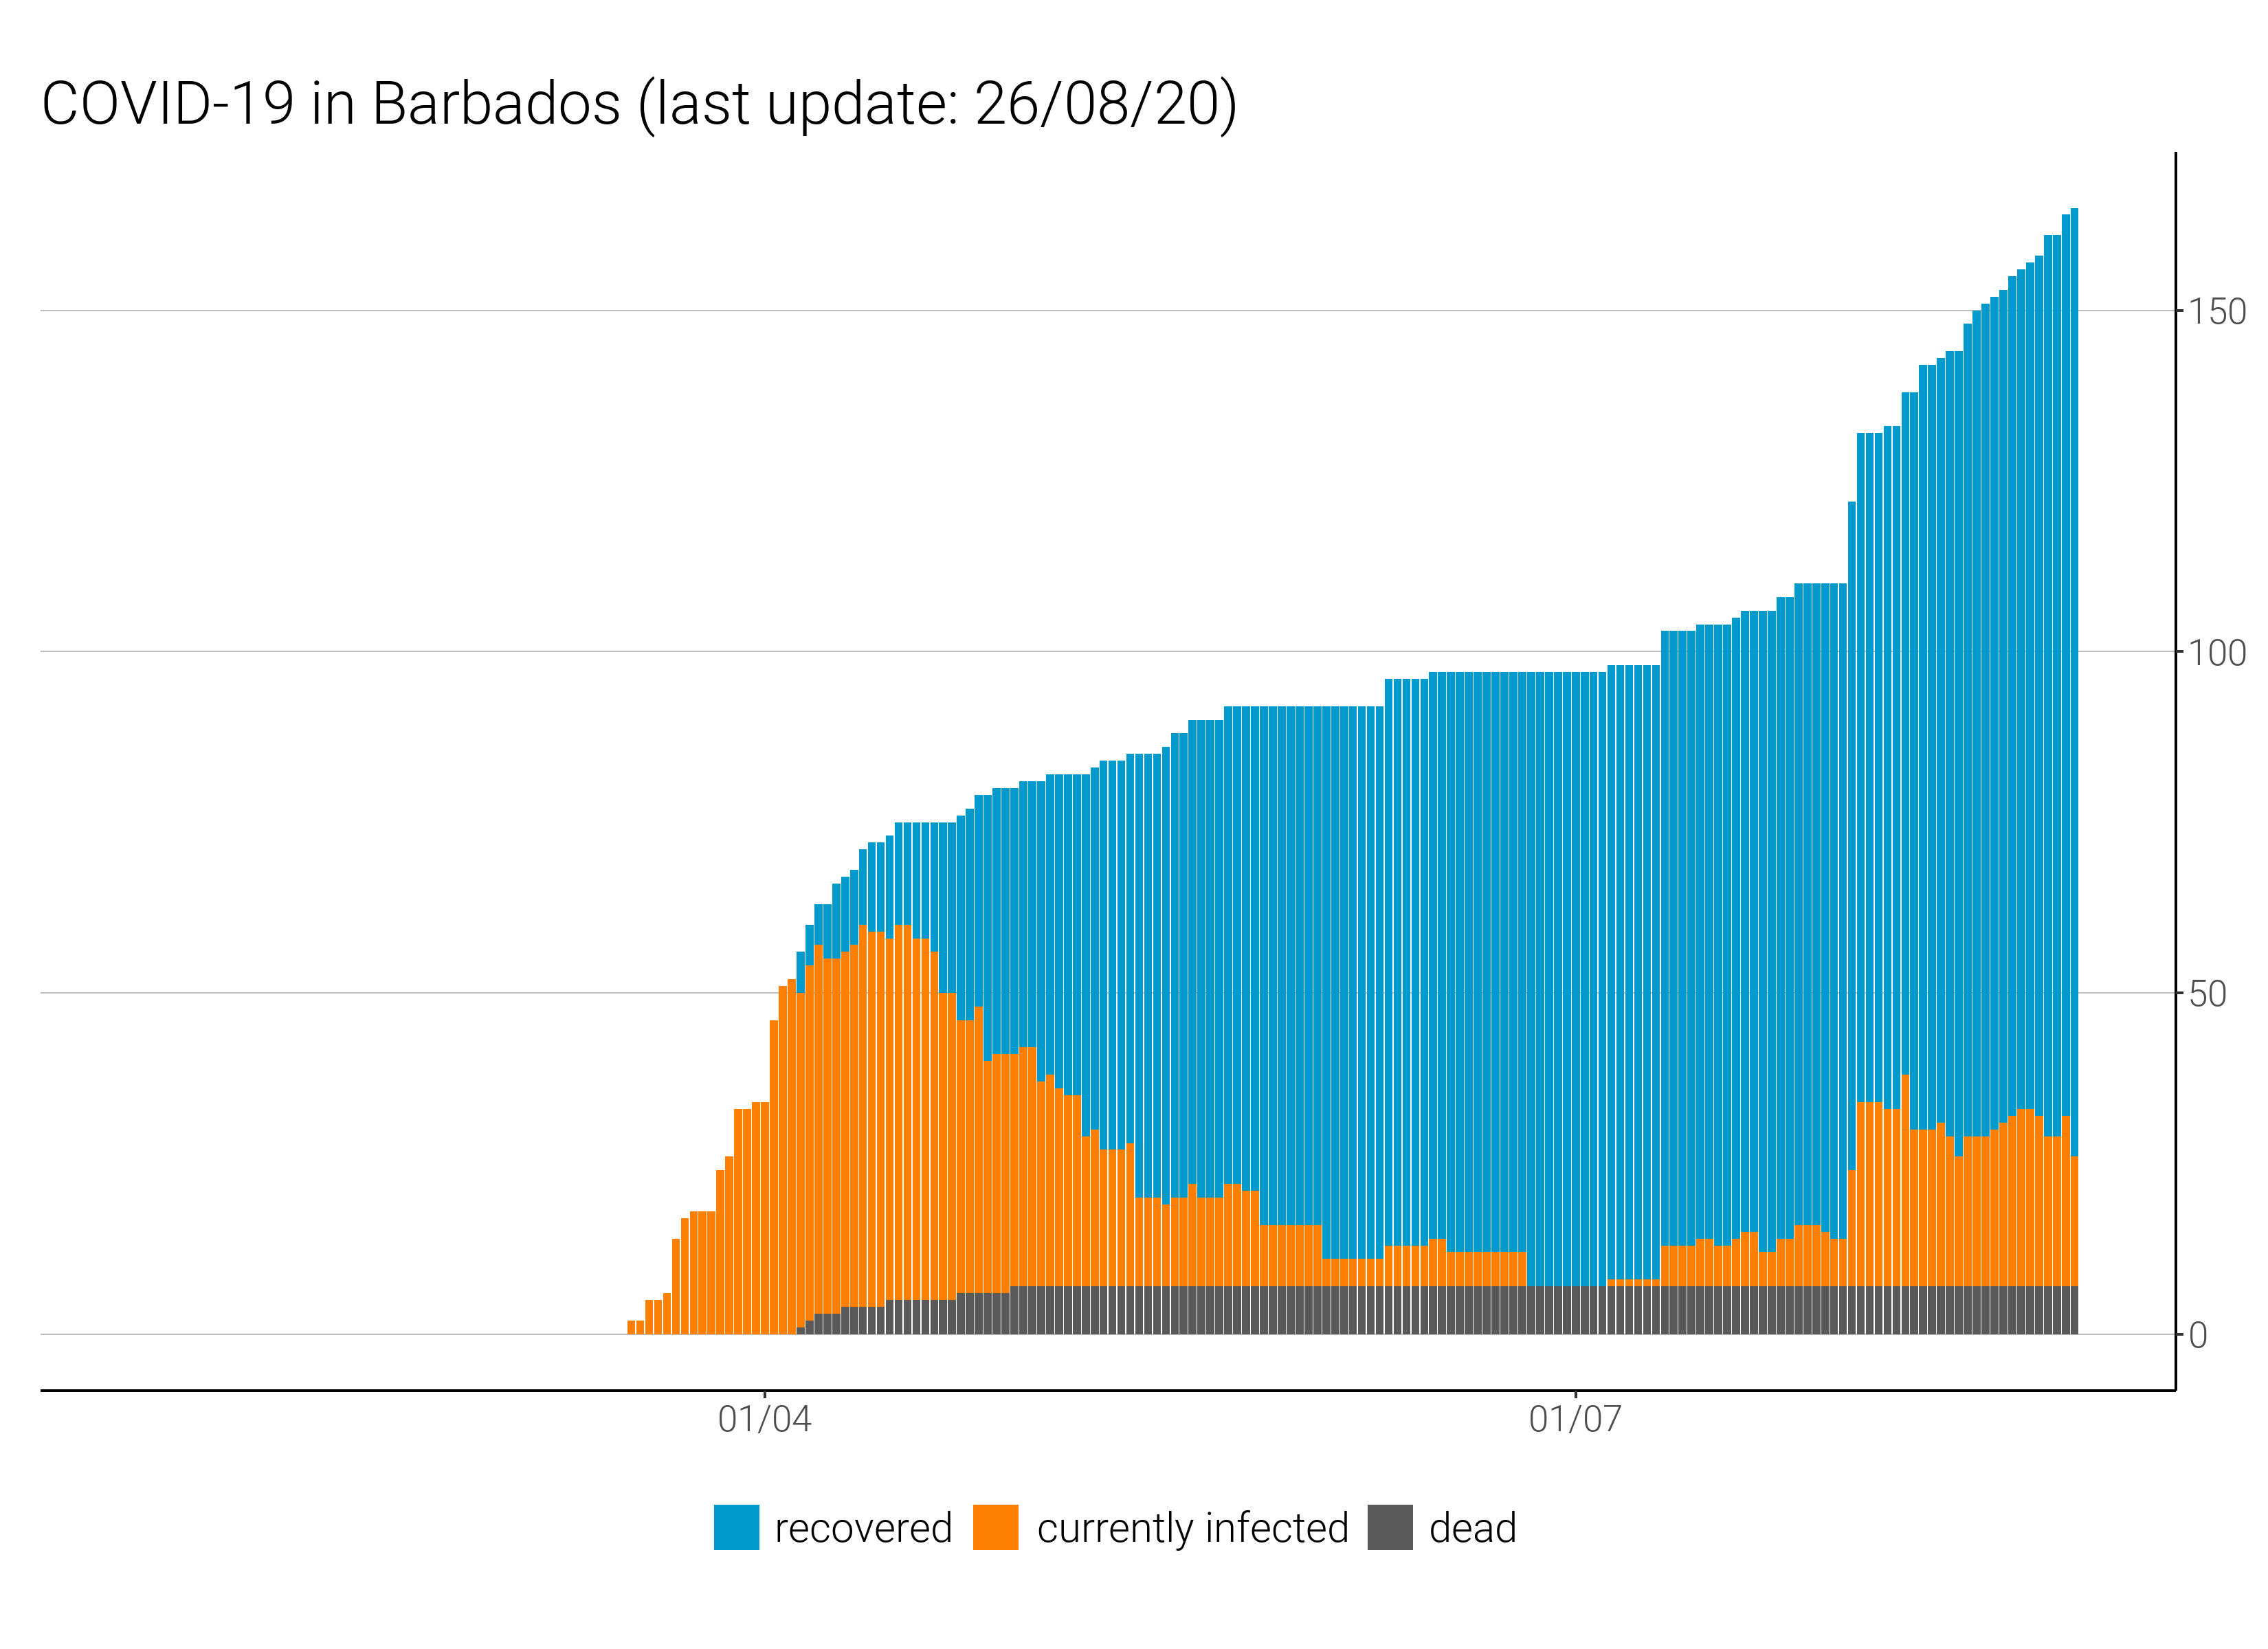 COVID-19 in Barbados (last update: 26/08/20)
150
100
50
0
01/04 01/07
recovered currently infected dead